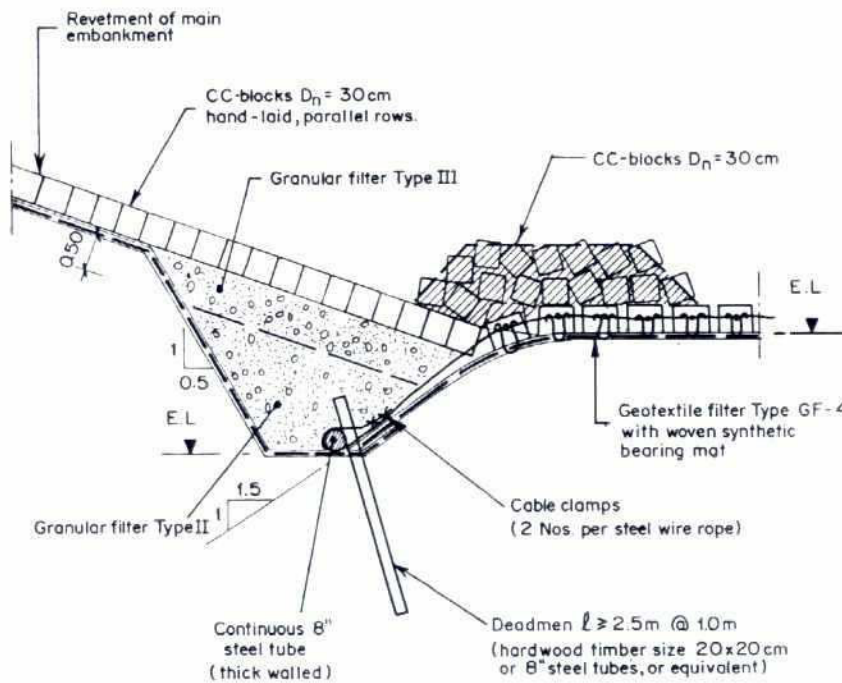 Revetment of main
embankment
CC-blocks Dn = 30 cm
hand-laid, parallel rows.
Granular filter Type III
CC-blocks Dn = 30 cm
0.50
E.L
1
0.5
E.L
Geotextile filter Type GF-4
with woven synthetic
bearing mat
1.5
1
Granular filter Type II
Cable clamps
(2 Nos. per steel wire rope)
Continuous 8"
steel tube
(thick walled)
Deadmen ℓ ≥ 2.5m @ 1.0m
(hardwood timber size 20x20cm
or 8" steel tubes, or equivalent)